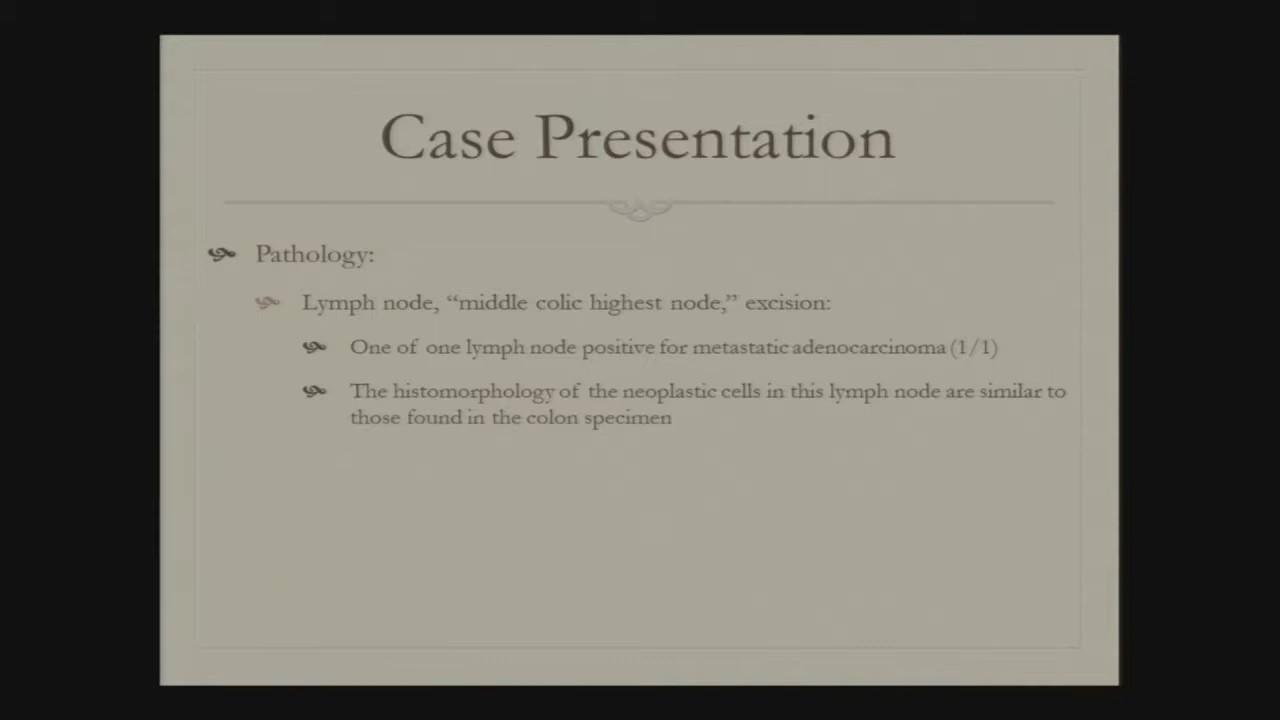 Case Presentation
Pathology:
Lymph node, “middle colic highest node,” excision:
One of one lymph node positive for metastatic adenocarcinoma (1/1)
The histomorphology of the neoplastic cells in this lymph node are similar to
those found in the colon specimen